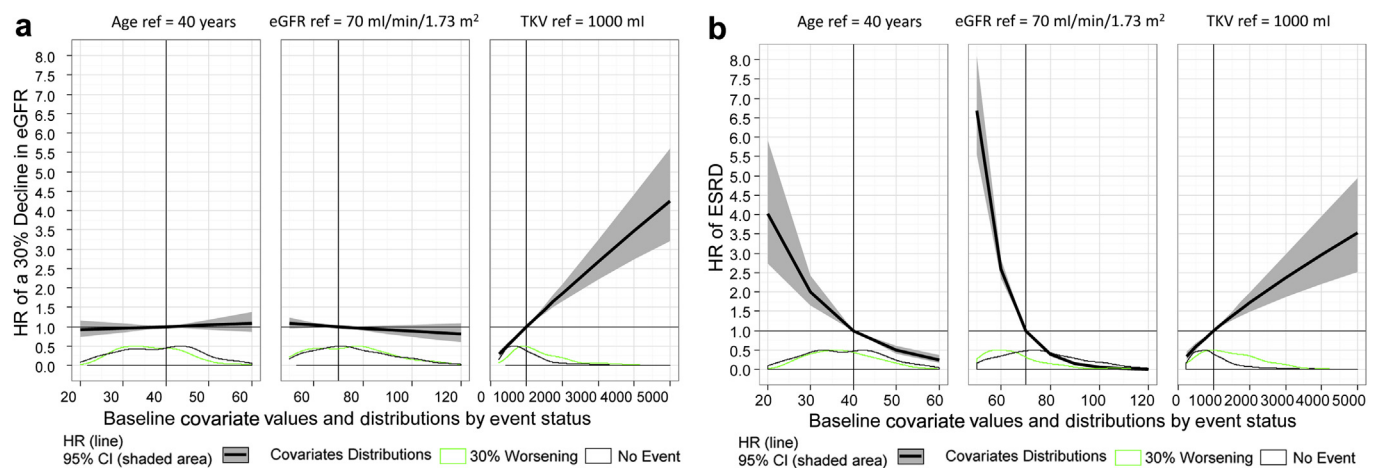 a
Age ref = 40 years
eGFR ref = 70 ml/min/1.73 m²
TKV ref = 1000 ml
HR of a 30% Decline in eGFR
8.0
7.5
7.0
6.5
6.0
5.5
5.0
4.5
4.0
3.5
3.0
2.5
2.0
1.5
1.0
0.5
0.0
20 30 40 50 60
60 80 100 120
0 1000 2000 3000 4000 5000
Baseline covariate values and distributions by event status
HR (line)
95% CI (shaded area)
Covariates Distributions
30% Worsening
No Event
b
Age ref = 40 years
eGFR ref = 70 ml/min/1.73 m²
TKV ref = 1000 ml
HR of ESRD
8.0
7.5
7.0
6.5
6.0
5.5
5.0
4.5
4.0
3.5
3.0
2.5
2.0
1.5
1.0
0.5
0.0
20 30 40 50 60
60 80 100 120
0 1000 2000 3000 4000 5000
Baseline covariate values and distributions by event status
HR (line)
95% CI (shaded area)
Covariates Distributions
30% Worsening
No Event